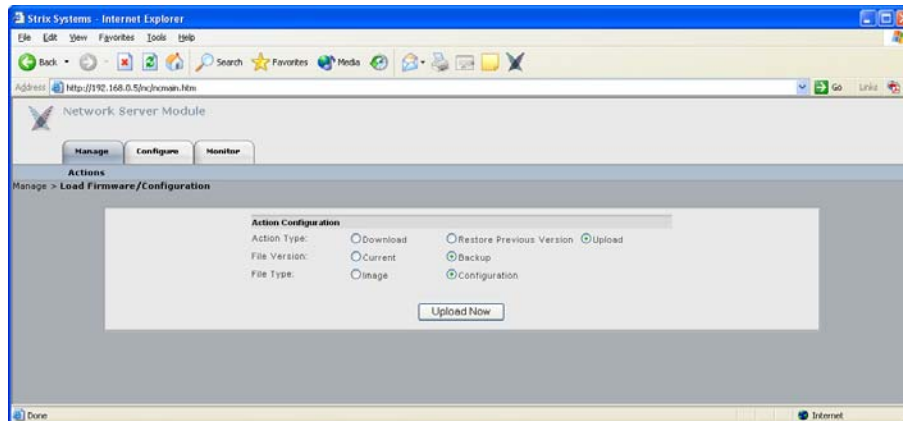 Strix Systems - Internet Explorer
File Edit View Favorites Tools Help
Back Search Favorites Media
Address http://192.168.0.5/nc/ncmain.htm Go Links
Network Server Module
Manage Configure Monitor
Actions
Manage > Load Firmware/Configuration
Action Configuration
Action Type: Download Restore Previous Version Upload
File Version: Current Backup
File Type: Image Configuration
Upload Now
Done Internet